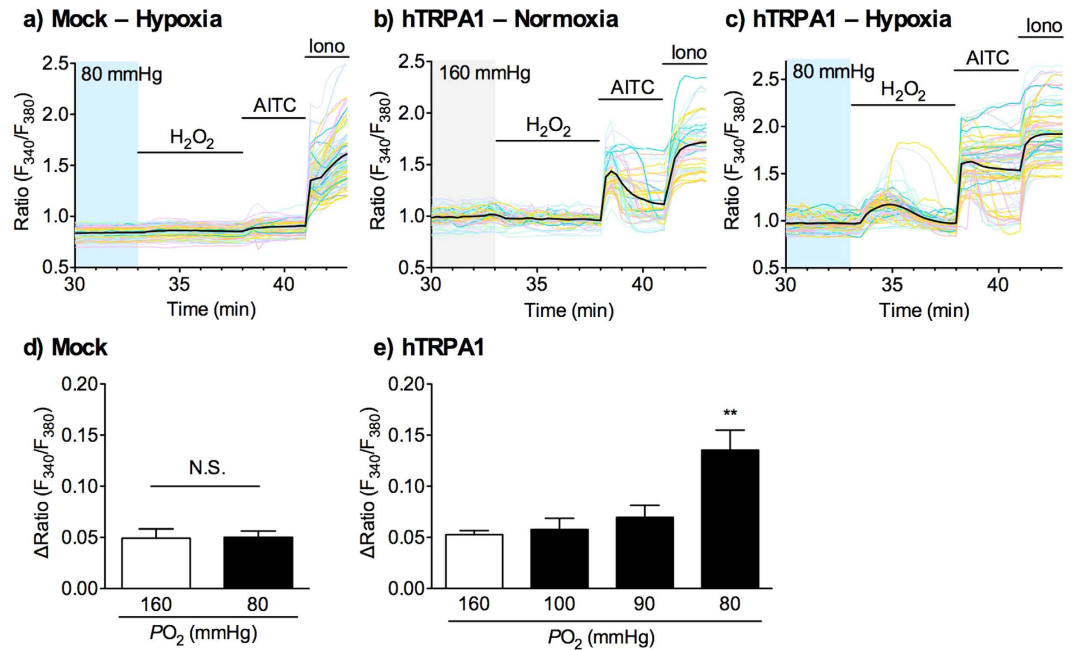 a) Mock – Hypoxia
80 mmHg
H2O2
AITC
Iono
Ratio (F340/F380)
2.5
2.0
1.5
1.0
0.5
30
40
Time (min)
b) hTRPA1 – Normoxia
160 mmHg
H2O2
AITC
Iono
Ratio (F340/F380)
2.5
2.0
1.5
1.0
0.5
30
35
40
Time (min)
c) hTRPA1 – Hypoxia
80 mmHg
H2O2
AITC
Iono
Ratio (F340/F380)
2.5
2.0
1.5
1.0
0.5
30
35
40
Time (min)
d) Mock
ΔRatio (F340/F380)
0.20
0.15
0.10
0.05
0.00
N.S.
160 80
PO2 (mmHg)
e) hTRPA1
ΔRatio (F340/F380)
0.20
0.15
0.10
0.05
0.00
**
160 100 90 80
PO2 (mmHg)